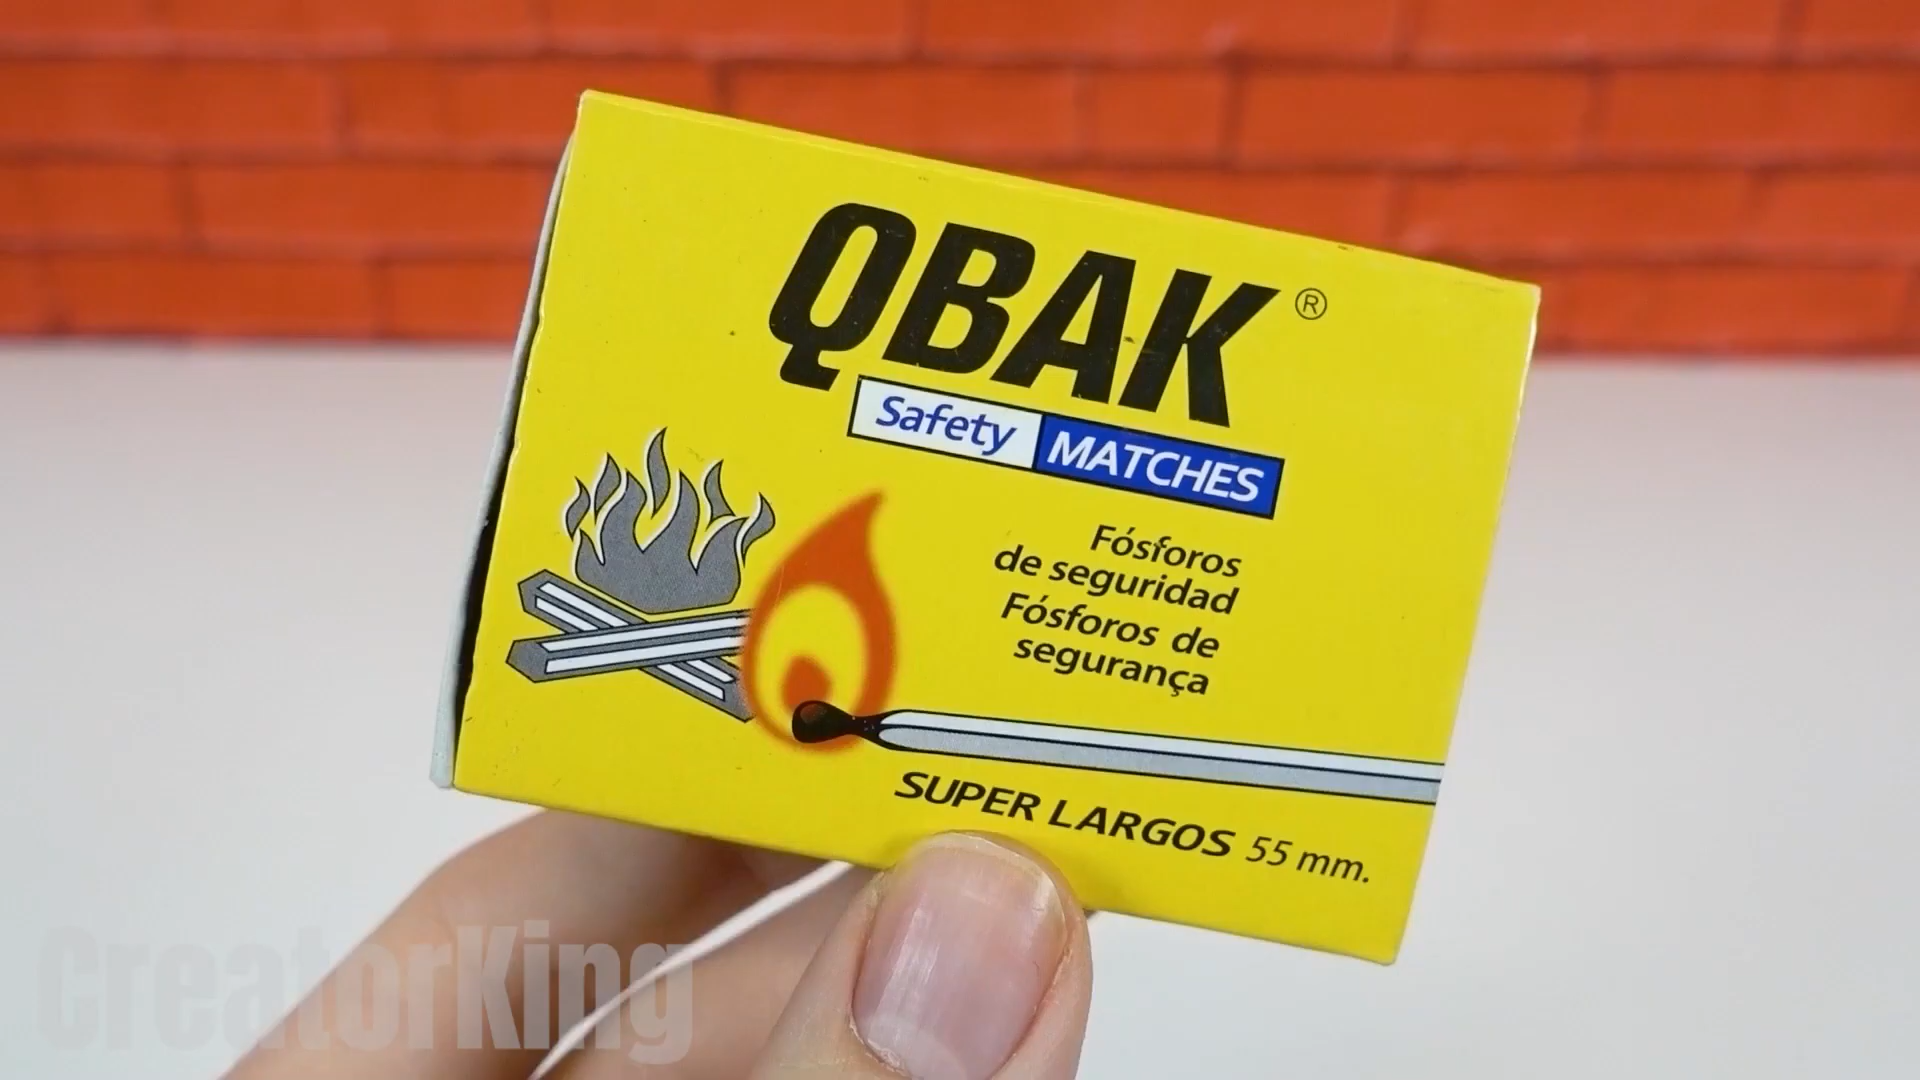 QBAK ®
Safety MATCHES
Fósforos
de seguridad
Fósforos de
segurança
SUPER LARGOS 55 mm.
CreatorKing